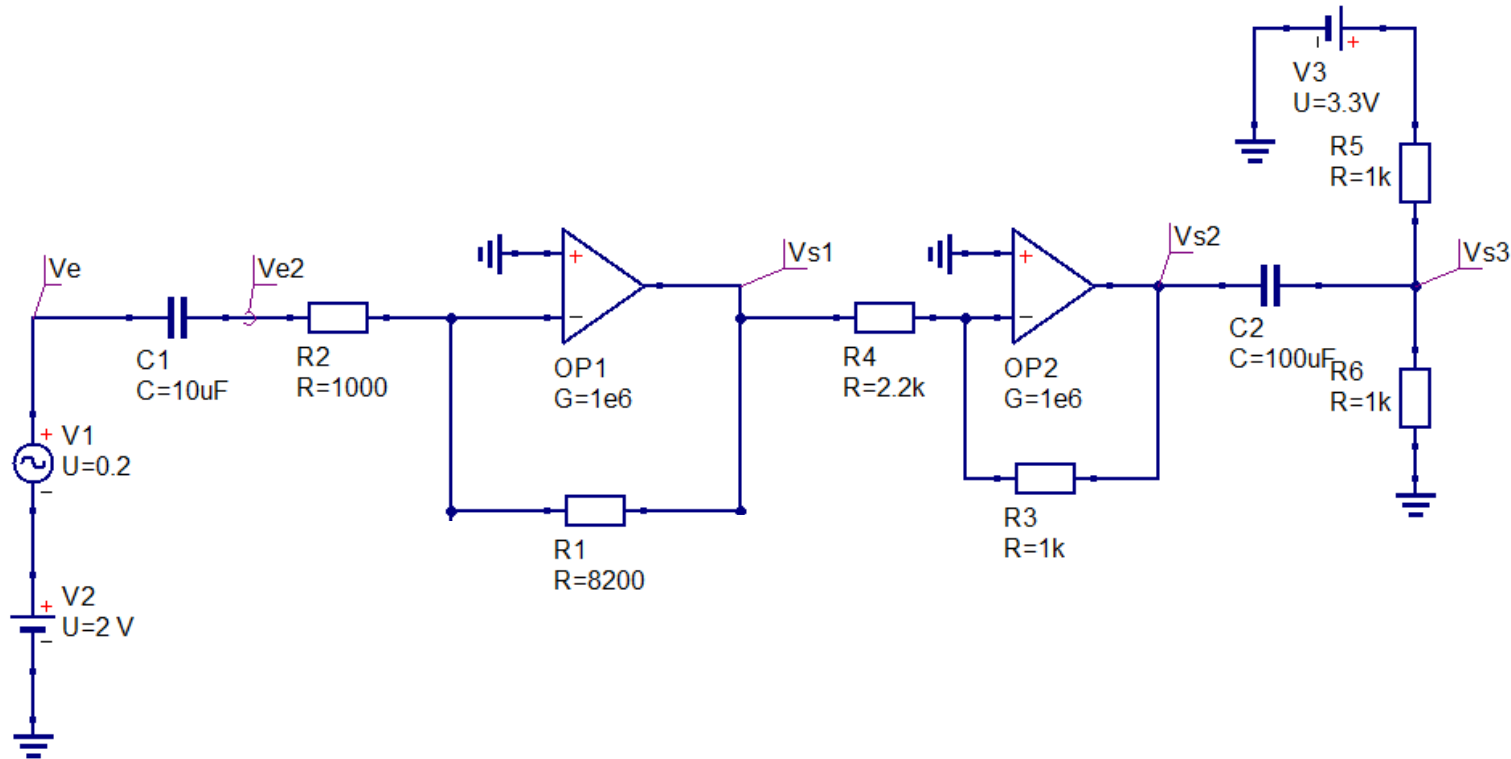 V3
U=3.3V
R5
R=1k
Ve
Ve2
Vs1
Vs2
Vs3
+
−
+
−
C1
C=10uF
R2
R=1000
OP1
G=1e6
R4
R=2.2k
OP2
G=1e6
C2
C=100uF
R6
R=1k
V1
U=0.2
R3
R=1k
R1
R=8200
V2
U=2 V